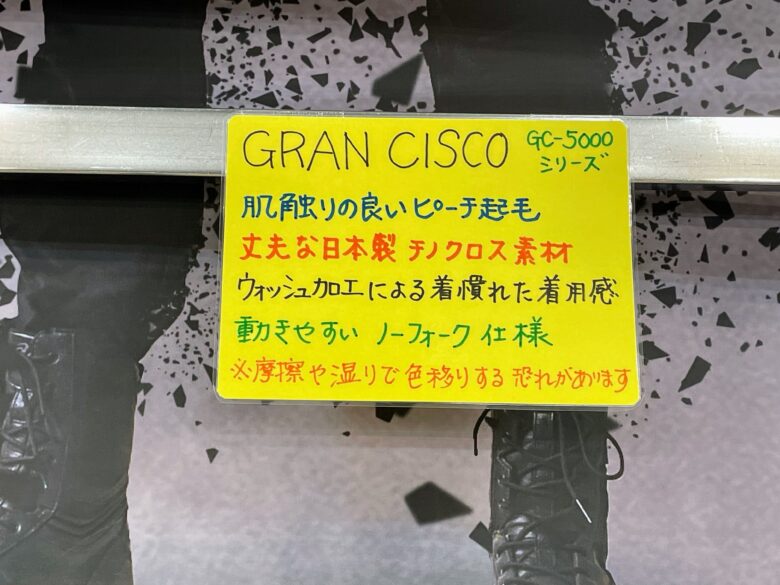 GRAN CISCO GC-5000 シリーズ
肌触りの良いピーチ起毛
丈夫な日本製 テノクロス素材
ウォッシュ加工による着慣れた着用感
動きやすい ノーフォーク仕様
※摩擦や湿りで色移りする恐れがあります